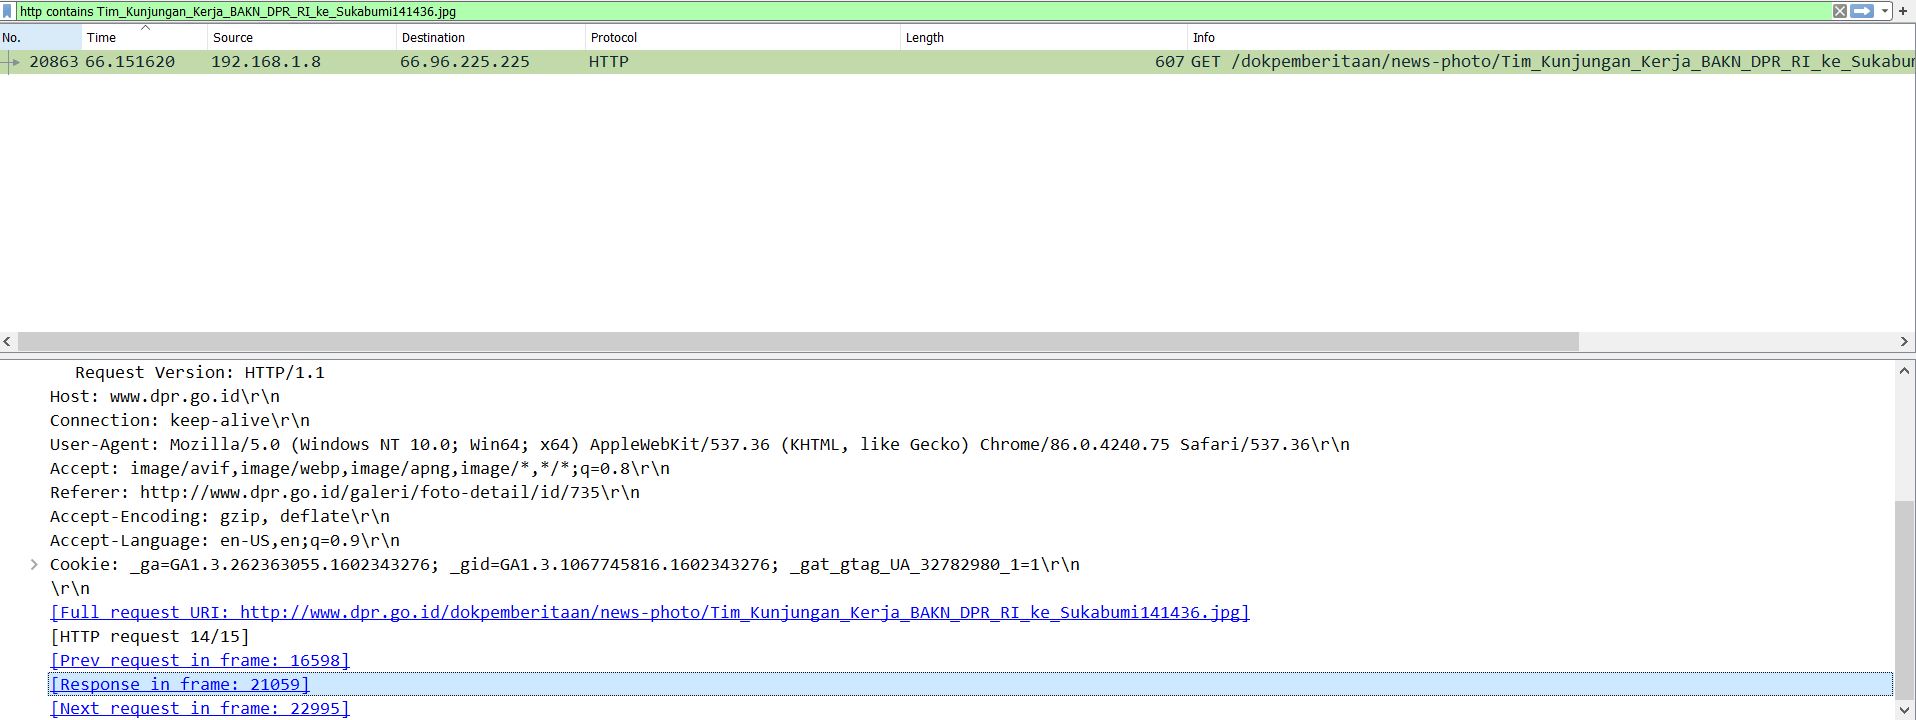 http contains Tim_Kunjungan_Kerja_BAKN_DPR_RI_ke_Sukabumi141436.jpg
No. Time Source Destination Protocol Length Info
20863 66.151620 192.168.1.8 66.96.225.225 HTTP 607 GET /dokpemberitaan/news-photo/Tim_Kunjungan_Kerja_BAKN_DPR_RI_ke_Sukabum
Request Version: HTTP/1.1
Host: www.dpr.go.id\r\n
Connection: keep-alive\r\n
User-Agent: Mozilla/5.0 (Windows NT 10.0; Win64; x64) AppleWebKit/537.36 (KHTML, like Gecko) Chrome/86.0.4240.75 Safari/537.36\r\n
Accept: image/avif,image/webp,image/apng,image/*,*/*;q=0.8\r\n
Referer: http://www.dpr.go.id/galeri/foto-detail/id/735\r\n
Accept-Encoding: gzip, deflate\r\n
Accept-Language: en-US,en;q=0.9\r\n
Cookie: _ga=GA1.3.262363055.1602343276; _gid=GA1.3.1067745816.1602343276; _gat_gtag_UA_32782980_1=1\r\n
\r\n
[Full request URI: http://www.dpr.go.id/dokpemberitaan/news-photo/Tim_Kunjungan_Kerja_BAKN_DPR_RI_ke_Sukabumi141436.jpg]
[HTTP request 14/15]
[Prev request in frame: 16598]
[Response in frame: 21059]
[Next request in frame: 22995]